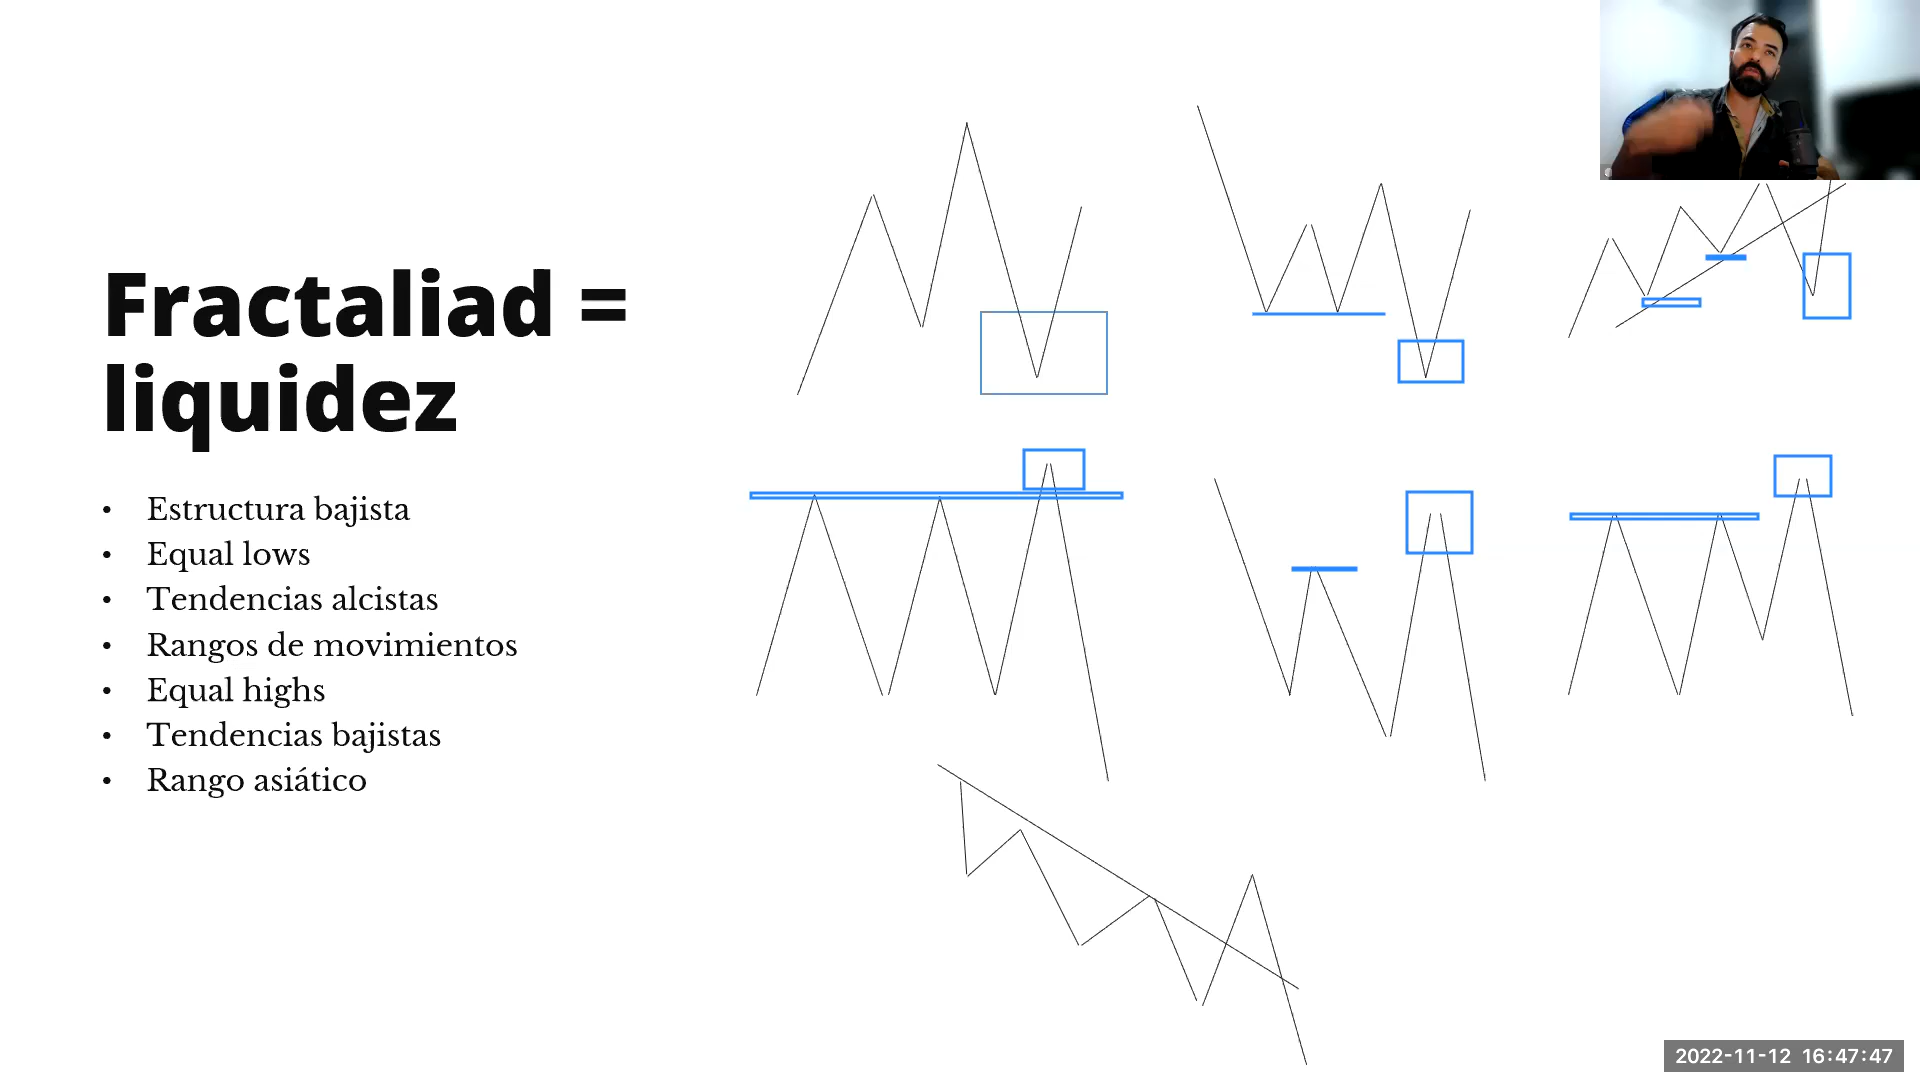 Fractaliad =
liquidez
• Estructura bajista
• Equal lows
• Tendencias alcistas
• Rangos de movimientos
• Equal highs
• Tendencias bajistas
• Rango asiático
2022-11-12 16:47:47